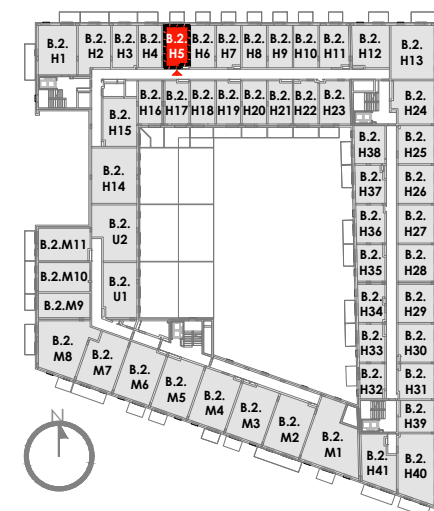 B.2. H1
B.2. H2
B.2. H3
B.2. H4
B.2. H5
B.2. H6
B.2. H7
B.2. H8
B.2. H9
B.2. H10
B.2. H11
B.2. H12
B.2. H13
B.2. H16
B.2. H17
B.2. H18
B.2. H19
B.2. H20
B.2. H21
B.2. H22
B.2. H23
B.2. H24
B.2. H15
B.2. H38
B.2. H25
B.2. H14
B.2. H37
B.2. H26
B.2. U2
B.2. H36
B.2. H27
B.2.M11
B.2. H35
B.2. H28
B.2.M10
B.2. U1
B.2. H34
B.2. H29
B.2.M9
B.2. M8
B.2. M7
B.2. M6
B.2. M5
B.2. M4
B.2. M3
B.2. M2
B.2. M1
B.2. H33
B.2. H30
B.2. H32
B.2. H31
B.2. H39
B.2. H41
B.2. H40
N